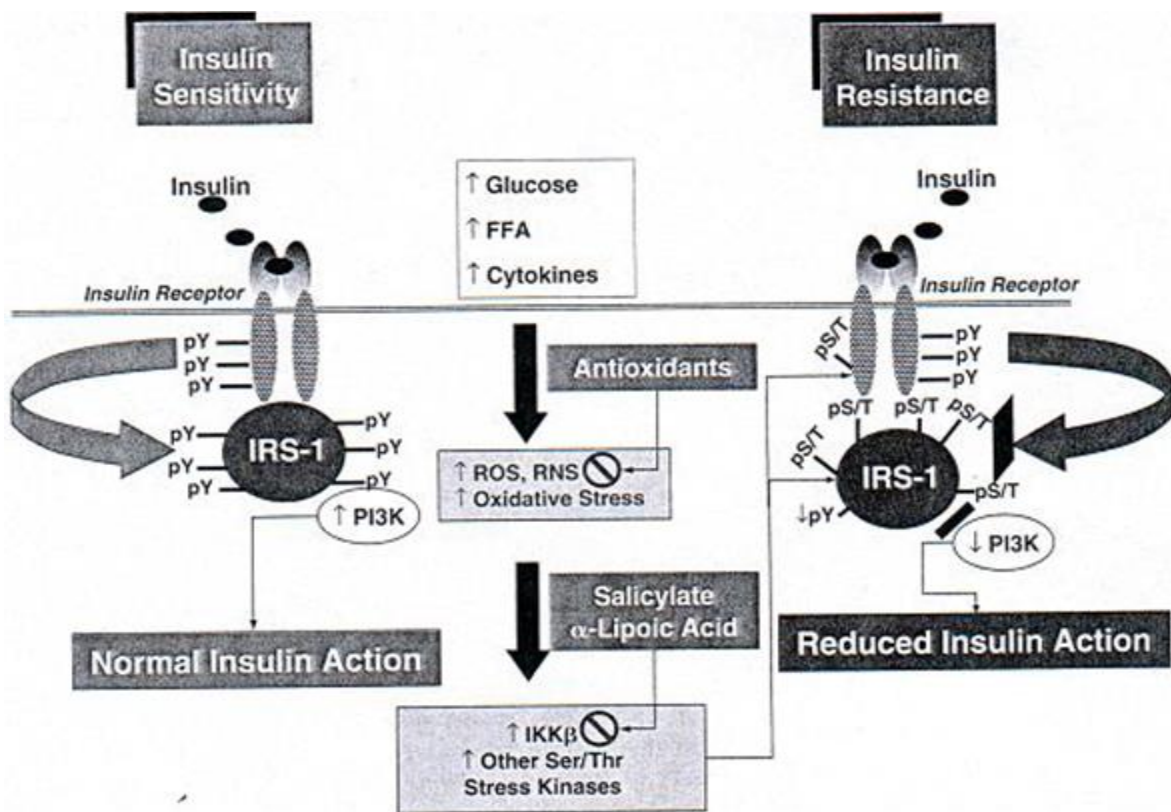 Insulin
Sensitivity
Insulin
Resistance
Insulin
↑ Glucose
↑ FFA
↑ Cytokines
Insulin
Insulin Receptor
Insulin Receptor
pY
pY
pY
pY
pY
pY
IRS-1
pY
pY
pY
↑ PI3K
Normal Insulin Action
Antioxidants
↑ ROS, RNS
↑ Oxidative Stress
Salicylate
α-Lipoic Acid
↑ IKKβ
↑ Other Ser/Thr
Stress Kinases
pS/T
pY
pY
pY
pS/T
pS/T
pS/T
pS/T
IRS-1
pS/T
↓pY
↓ PI3K
Reduced Insulin Action